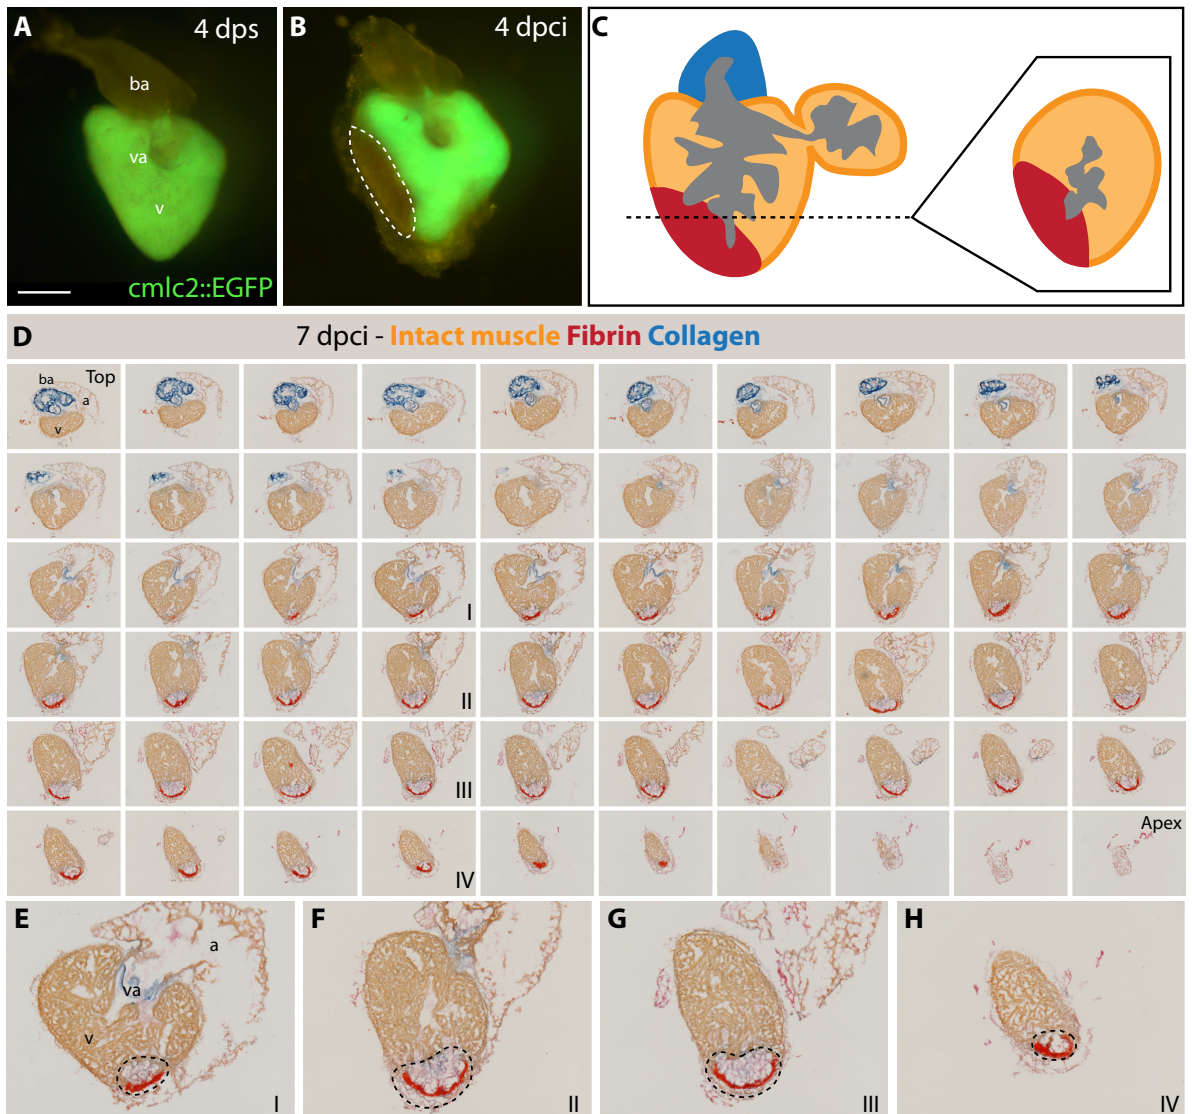 A
4 dps
ba
va
v
cmlc2::EGFP
B
4 dpci
C
D
7 dpci - Intact muscle Fibrin Collagen
ba
Top
a
v
I
II
III
Apex
IV
E
a
va
v
I
F
II
G
III
H
IV